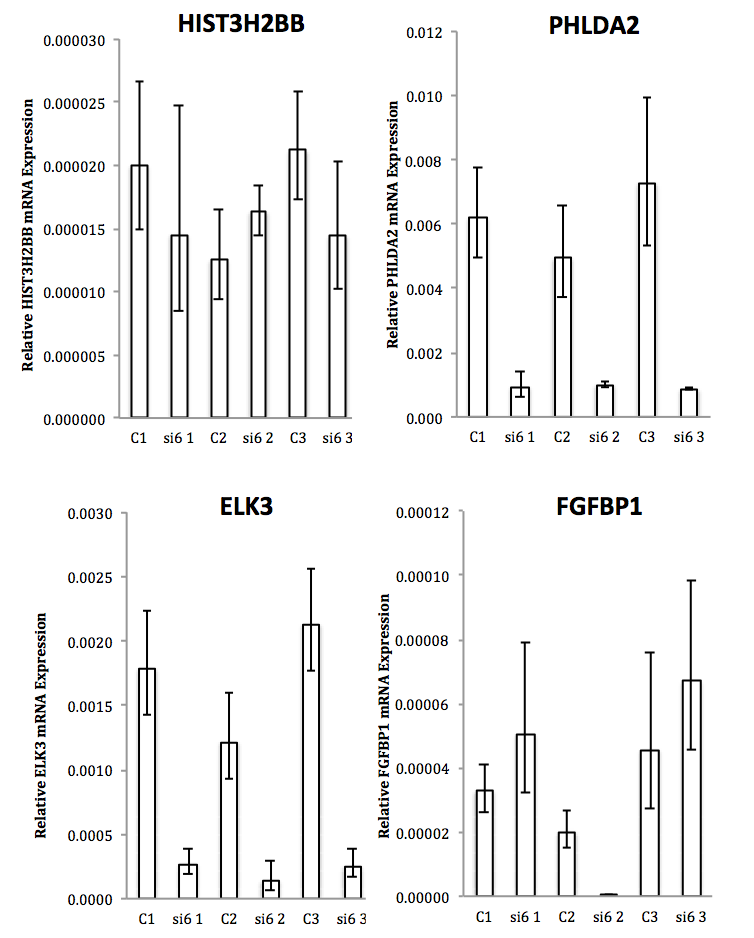 HIST3H2BB
Relative HIST3H2BB mRNA Expression
0.000030
0.000025
0.000020
0.000015
0.000010
0.000005
0.000000
C1 si6 1 C2 si6 2 C3 si6 3
PHLDA2
Relative PHLDA2 mRNA Expression
0.012
0.010
0.008
0.006
0.004
0.002
0.000
C1 si6 1 C2 si6 2 C3 si6 3
ELK3
Relative ELK3 mRNA Expression
0.0030
0.0025
0.0020
0.0015
0.0010
0.0005
0.0000
C1 si6 1 C2 si6 2 C3 si6 3
FGFBP1
Relative FGFBP1 mRNA Expression
0.00012
0.00010
0.00008
0.00006
0.00004
0.00002
0.00000
C1 si6 1 C2 si6 2 C3 si6 3